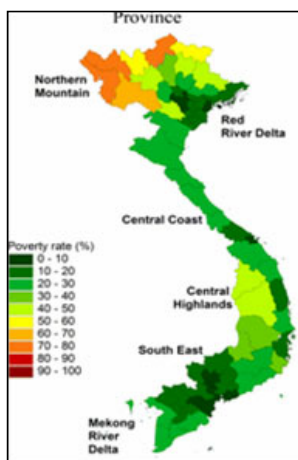 Province
Northern
Mountain
Red
River Delta
Central Coast
Poverty rate (%)
0 - 10
10 - 20
20 - 30
30 - 40
40 - 50
50 - 60
60 - 70
70 - 80
80 - 90
90 - 100
Central
Highlands
South East
Mekong
River
Delta